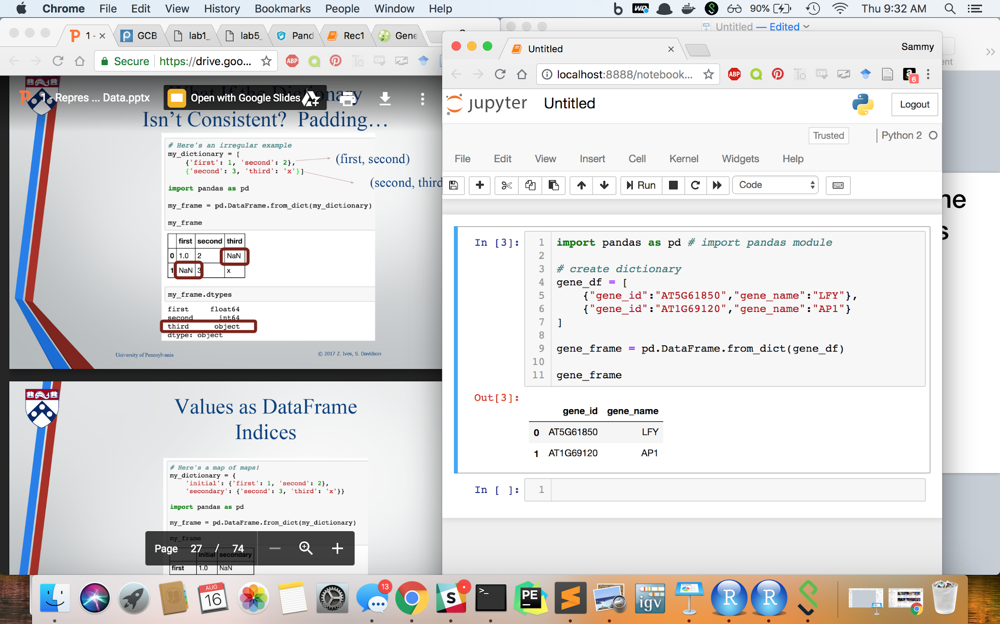 Chrome File Edit View History Bookmarks People Window Help
90% Thu 9:32 AM
1 - GCB lab1_ lab5_ Pand Rec1 Gene
Secure https://drive.goo...
ABP
1 - Repres ... Data.pptx
Open with Google Slides
What If the Dictionary
Isn't Consistent? Padding…
# Here's an irregular example
my_dictionary = [
{'first': 1, 'second': 2},
{'second': 3, 'third': 'x'}]
(first, second)
(second, third
import pandas as pd
my_frame = pd.DataFrame.from_dict(my_dictionary)
my_frame
first second third
0 1.0 2 NaN
1 NaN 3 x
my_frame.dtypes
first float64
second int64
third object
dtype: object
University of Pennsylvania
© 2017 Z. Ives, S. Davidson
Values as DataFrame
Indices
# Here's a map of maps!
my_dictionary = {
'initial': {'first': 1, 'second': 2},
'secondary': {'second': 3, 'third': 'x'}}
import pandas as pd
my_frame = pd.DataFrame.from_dict(my_dictionary)
my_frame
Page 27 / 74
initial secondary
first 1.0 NaN
Untitled — Edited
ent
ne
s
Untitled
Sammy
localhost:8888/notebook...
ABP
CSS
6
jupyter Untitled
Logout
Trusted
Python 2
File Edit View Insert Cell Kernel Widgets Help
Run
Code
In [3]:
1 import pandas as pd # import pandas module
2
3 # create dictionary
4 gene_df = [
5 {"gene_id":"AT5G61850","gene_name":"LFY"},
6 {"gene_id":"AT1G69120","gene_name":"AP1"}
7 ]
8
9 gene_frame = pd.DataFrame.from_dict(gene_df)
10
11 gene_frame
Out[3]:
gene_id gene_name
0 AT5G61850 LFY
1 AT1G69120 AP1
In [ ]:
1
AUG
16
13
S
>_
PE
igv
R
R